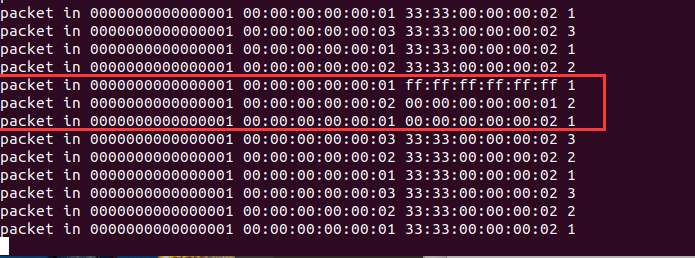 packet in 0000000000000001 00:00:00:00:00:01 33:33:00:00:00:02 1
packet in 0000000000000001 00:00:00:00:00:03 33:33:00:00:00:02 3
packet in 0000000000000001 00:00:00:00:00:01 33:33:00:00:00:02 1
packet in 0000000000000001 00:00:00:00:00:02 33:33:00:00:00:02 2
packet in 0000000000000001 00:00:00:00:00:01 ff:ff:ff:ff:ff:ff 1
packet in 0000000000000001 00:00:00:00:00:02 00:00:00:00:00:01 2
packet in 0000000000000001 00:00:00:00:00:01 00:00:00:00:00:02 1
packet in 0000000000000001 00:00:00:00:00:03 33:33:00:00:00:02 3
packet in 0000000000000001 00:00:00:00:00:02 33:33:00:00:00:02 2
packet in 0000000000000001 00:00:00:00:00:01 33:33:00:00:00:02 1
packet in 0000000000000001 00:00:00:00:00:03 33:33:00:00:00:02 3
packet in 0000000000000001 00:00:00:00:00:02 33:33:00:00:00:02 2
packet in 0000000000000001 00:00:00:00:00:01 33:33:00:00:00:02 1